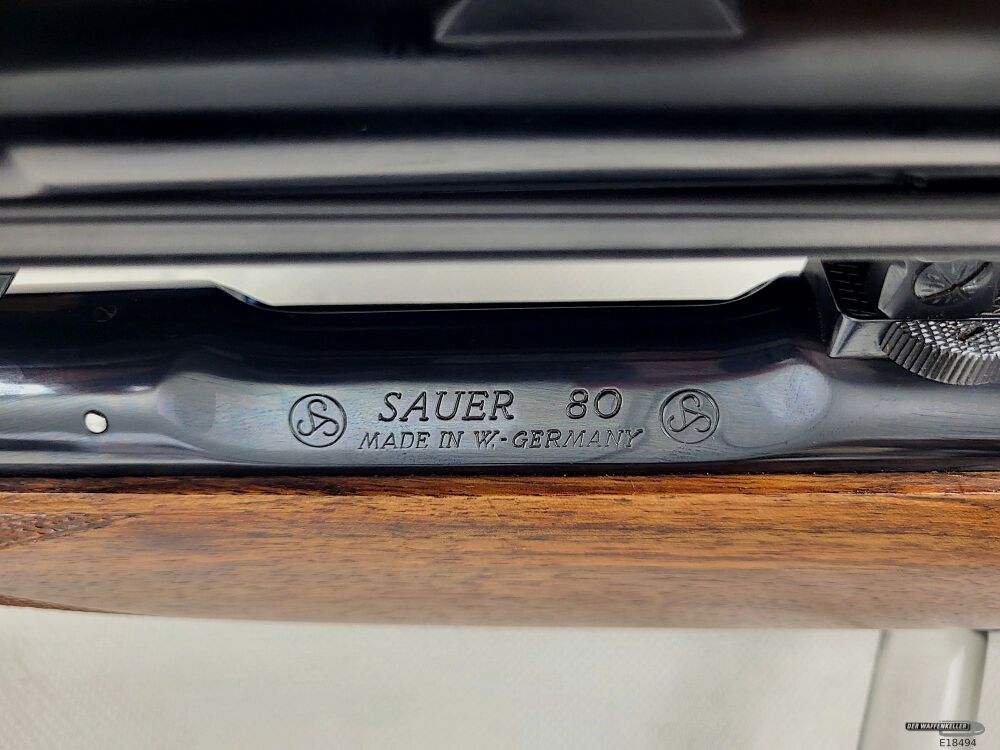 SAUER 80
MADE IN W.-GERMANY
DER WAFFENKELLER
E18494